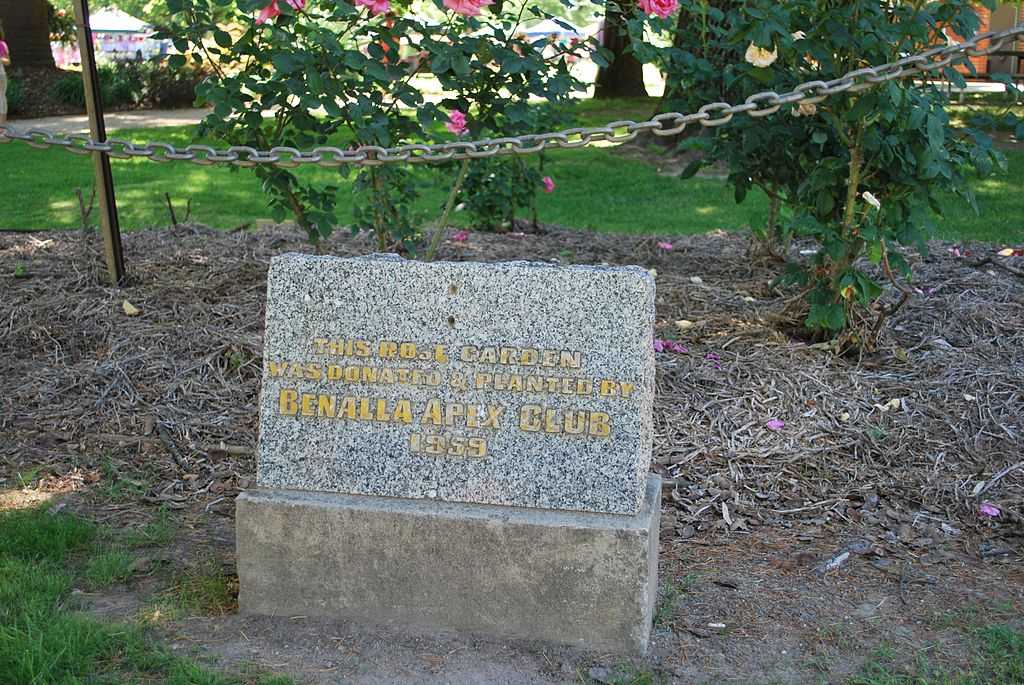 THIS ROSE GARDEN
WAS DONATED & PLANTED BY
BENALLA APEX CLUB
1959